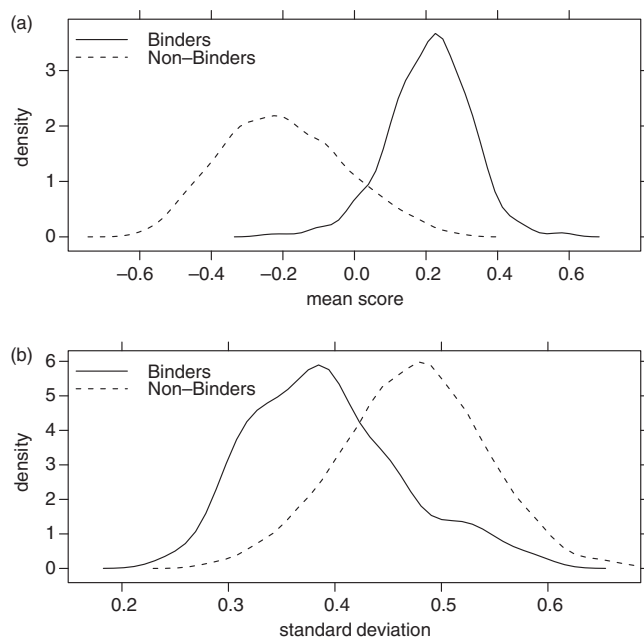 (a)
Binders
Non–Binders
3
2
1
0
density
−0.6 −0.4 −0.2 0.0 0.2 0.4 0.6
mean score
(b)
Binders
Non–Binders
6
5
4
3
2
1
0
density
0.2 0.3 0.4 0.5 0.6
standard deviation